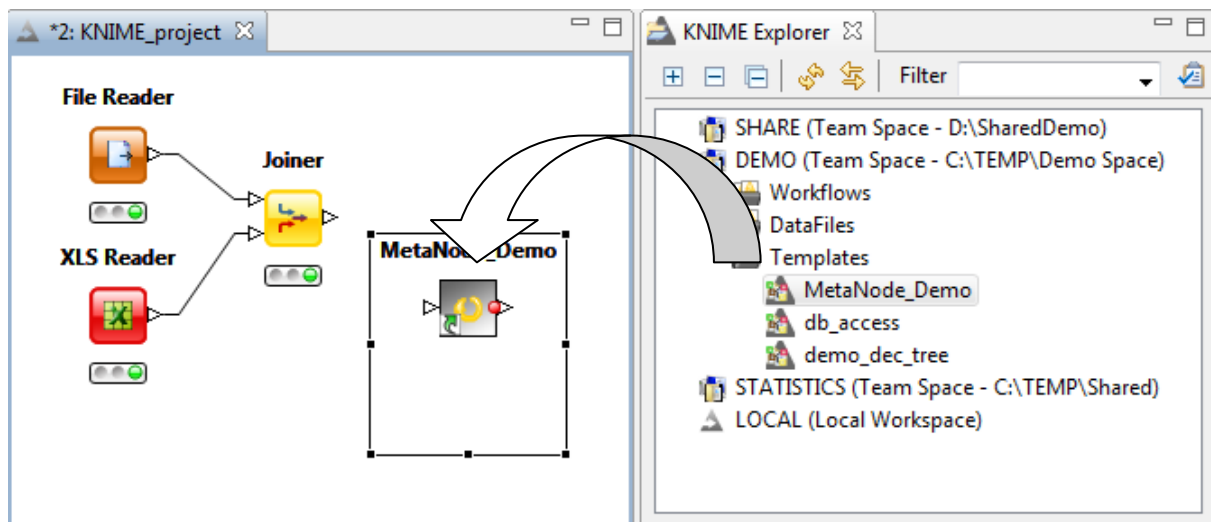 *2: KNIME_project
File Reader
Joiner
XLS Reader
MetaNode_Demo
KNIME Explorer
Filter
SHARE (Team Space - D:\SharedDemo)
DEMO (Team Space - C:\TEMP\Demo Space)
Workflows
DataFiles
Templates
MetaNode_Demo
db_access
demo_dec_tree
STATISTICS (Team Space - C:\TEMP\Shared)
LOCAL (Local Workspace)